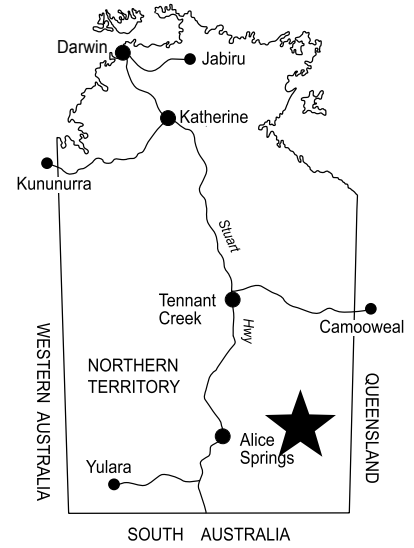 Darwin
Jabiru
Katherine
Kununurra
Stuart
Tennant
Creek
Hwy
Camooweal
WESTERN AUSTRALIA
NORTHERN
TERRITORY
QUEENSLAND
Alice
Springs
Yulara
SOUTH AUSTRALIA